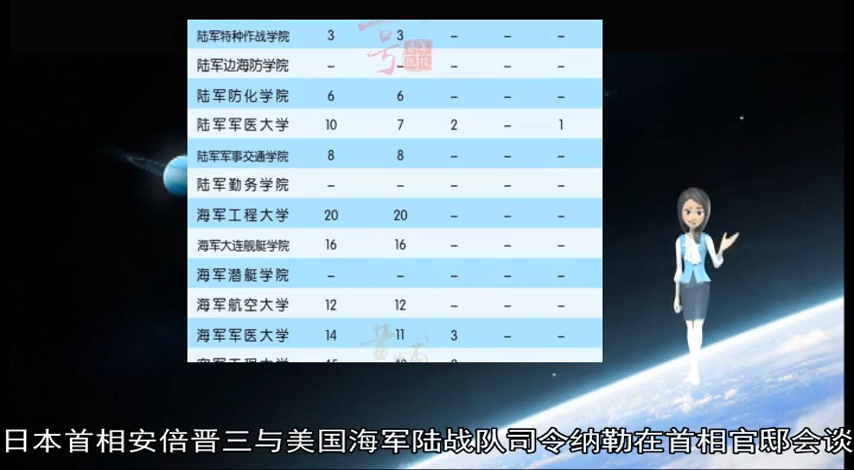 陆军特种作战学院 3 3 – – –
陆军边海防学院 – – – – –
陆军防化学院 6 6 – – –
陆军军医大学 10 7 2 – 1
陆军军事交通学院 8 8 – – –
陆军勤务学院 – – – – –
海军工程大学 20 20 – – –
海军大连舰艇学院 16 16 – – –
海军潜艇学院 – – – – –
海军航空大学 12 12 – – –
海军军医大学 14 11 3 – –
日本首相安倍晋三与美国海军陆战队司令纳勒在首相官邸会谈